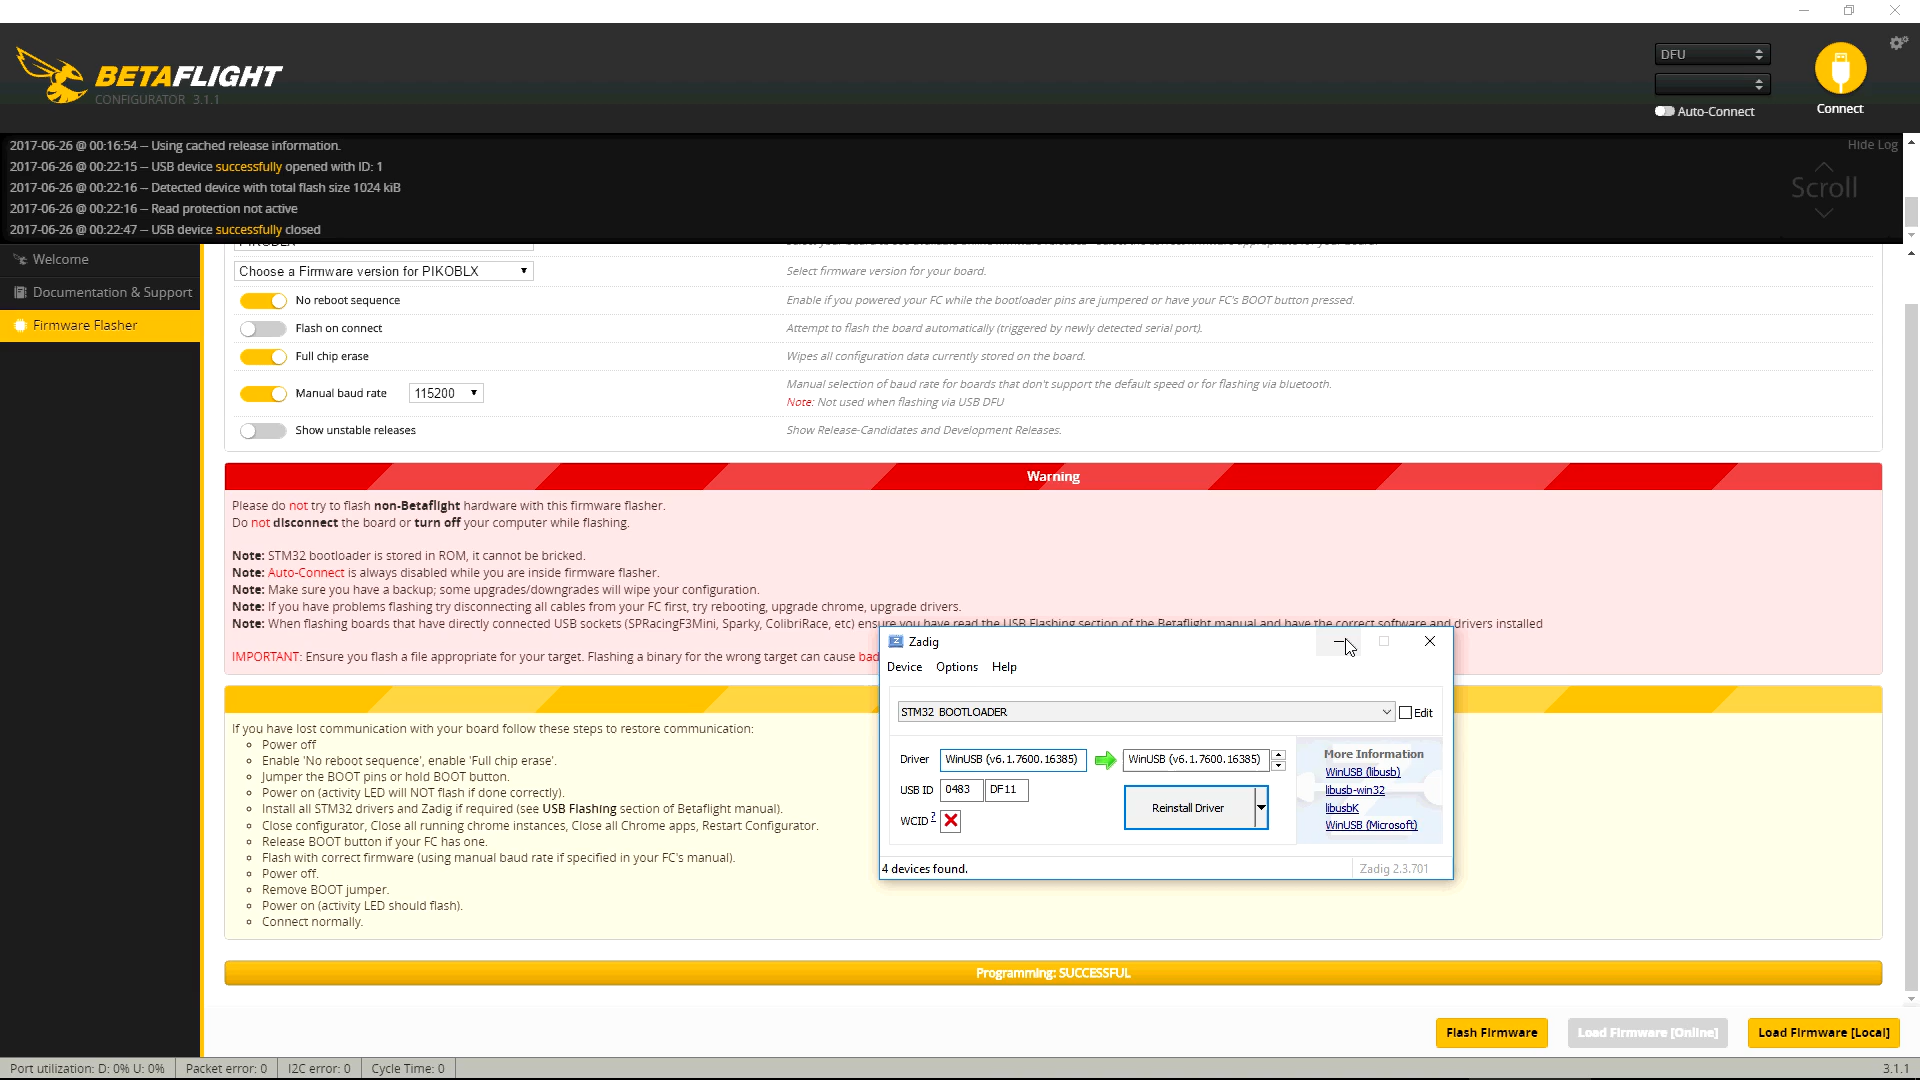 BETAFLIGHT
CONFIGURATOR 3.1.1
DFU
Auto-Connect
Connect
2017-06-26 @ 00:16:54 -- Using cached release information.
2017-06-26 @ 00:22:15 -- USB device successfully opened with ID: 1
2017-06-26 @ 00:22:16 -- Detected device with total flash size 1024 kiB
2017-06-26 @ 00:22:16 -- Read protection not active
2017-06-26 @ 00:22:47 -- USB device successfully closed
Hide Log
Scroll
Welcome
Documentation & Support
Firmware Flasher
Choose a Firmware version for PIKOBLX
Select firmware version for your board.
No reboot sequence
Enable if you powered your FC while the bootloader pins are jumpered or have your FC's BOOT button pressed.
Flash on connect
Attempt to flash the board automatically (triggered by newly detected serial port).
Full chip erase
Wipes all configuration data currently stored on the board.
Manual baud rate 115200
Manual selection of baud rate for boards that don't support the default speed or for flashing via bluetooth.
Note: Not used when flashing via USB DFU
Show unstable releases
Show Release-Candidates and Development Releases.
Warning
Please do not try to flash non-Betaflight hardware with this firmware flasher.
Do not disconnect the board or turn off your computer while flashing.
Note: STM32 bootloader is stored in ROM, it cannot be bricked.
Note: Auto-Connect is always disabled while you are inside firmware flasher.
Note: Make sure you have a backup; some upgrades/downgrades will wipe your configuration.
Note: If you have problems flashing try disconnecting all cables from your FC first, try rebooting, upgrade chrome, upgrade drivers.
Note: When flashing boards that have directly connected USB sockets (SPRacingF3Mini, Sparky, ColibriRace, etc) ensure you have read the USB Flashing section of the Betaflight manual and have the correct software and drivers installed
IMPORTANT: Ensure you flash a file appropriate for your target. Flashing a binary for the wrong target can cause bad
If you have lost communication with your board follow these steps to restore communication:
Power off
Enable 'No reboot sequence', enable 'Full chip erase'.
Jumper the BOOT pins or hold BOOT button.
Power on (activity LED will NOT flash if done correctly).
Install all STM32 drivers and Zadig if required (see USB Flashing section of Betaflight manual).
Close configurator, Close all running chrome instances, Close all Chrome apps, Restart Configurator.
Release BOOT button if your FC has one.
Flash with correct firmware (using manual baud rate if specified in your FC's manual).
Power off.
Remove BOOT jumper.
Power on (activity LED should flash).
Connect normally.
Zadig
Device Options Help
STM32 BOOTLOADER
Edit
Driver WinUSB (v6.1.7600.16385) WinUSB (v6.1.7600.16385)
USB ID 0483 DF11
WCID ?
Reinstall Driver
More Information
WinUSB (libusb)
libusb-win32
libusbK
WinUSB (Microsoft)
4 devices found.
Zadig 2.3.701
Programming: SUCCESSFUL
Flash Firmware
Load Firmware [Online]
Load Firmware [Local]
Port utilization: D: 0% U: 0%
Packet error: 0
I2C error: 0
Cycle Time: 0
3.1.1